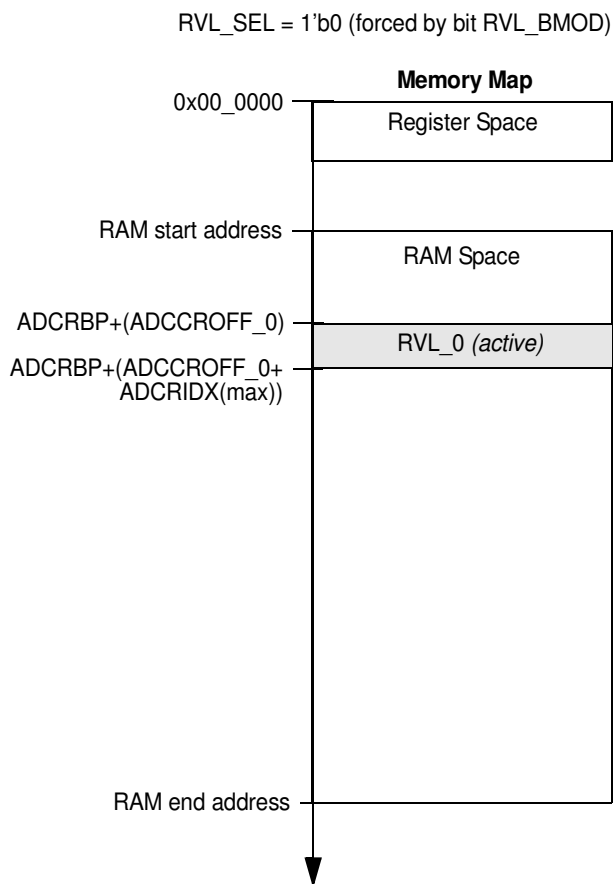 RVL_SEL = 1'b0 (forced by bit RVL_BMOD)
Memory Map
0x00_0000
Register Space
RAM start address
RAM Space
ADCRBP+(ADCCROFF_0)
RVL_0 (active)
ADCRBP+(ADCCROFF_0+
ADCRIDX(max))
RAM end address